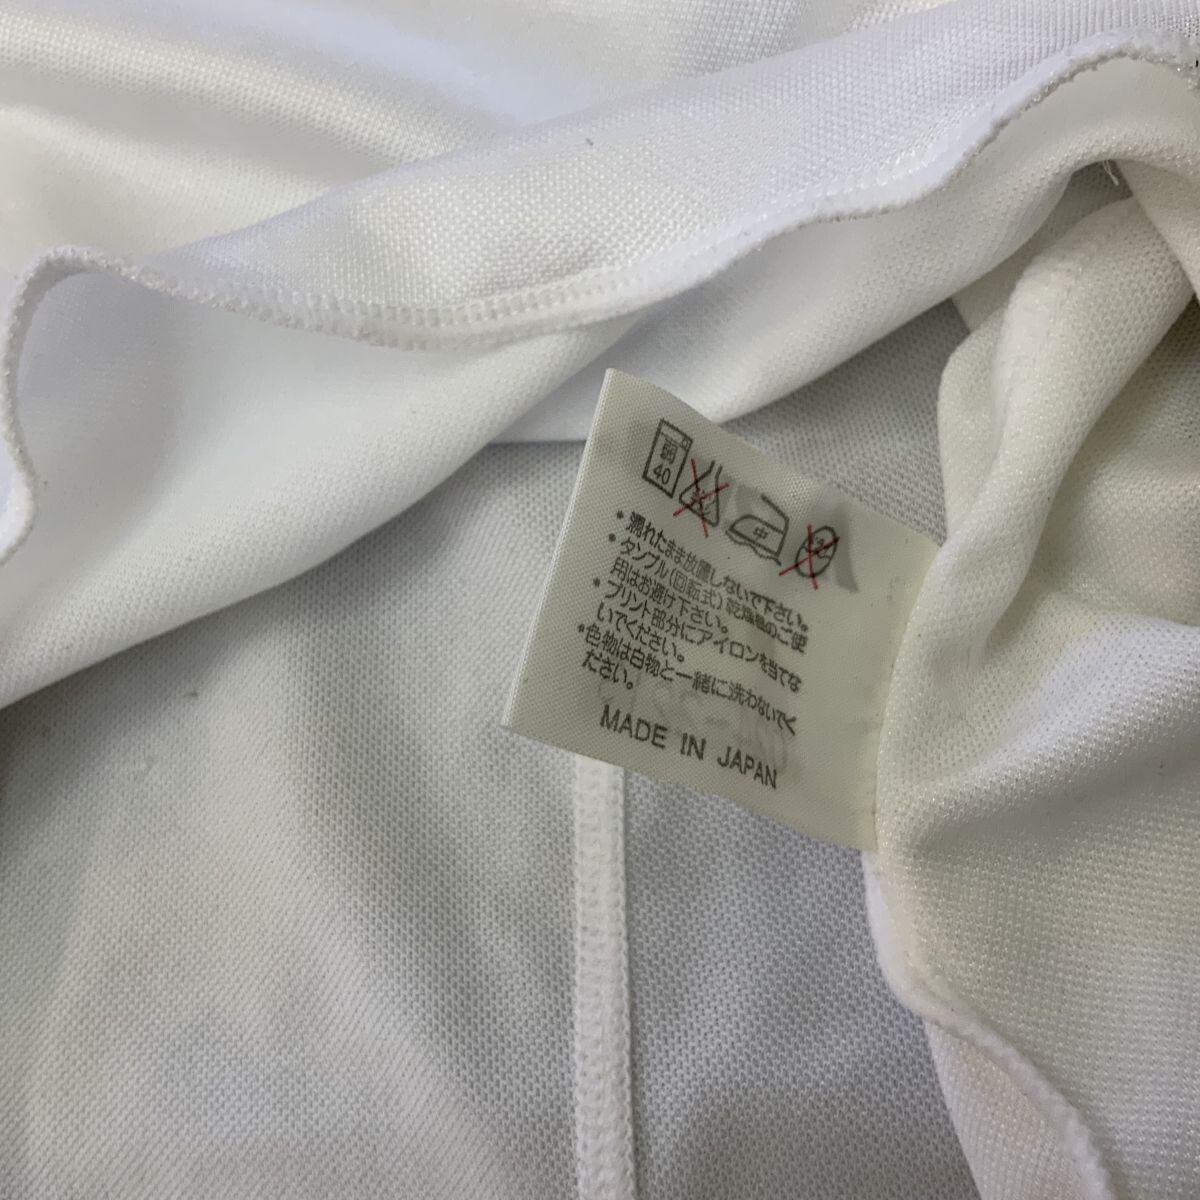 弱
40
中
* 濡れたまま放置しないで下さい。
* タンブル(回転式)乾燥機のご使
用はお避け下さい。
* プリント部分にアイロンを当てな
いでください。
* 色物は白物と一緒に洗わないでく
ださい。
MADE IN JAPAN